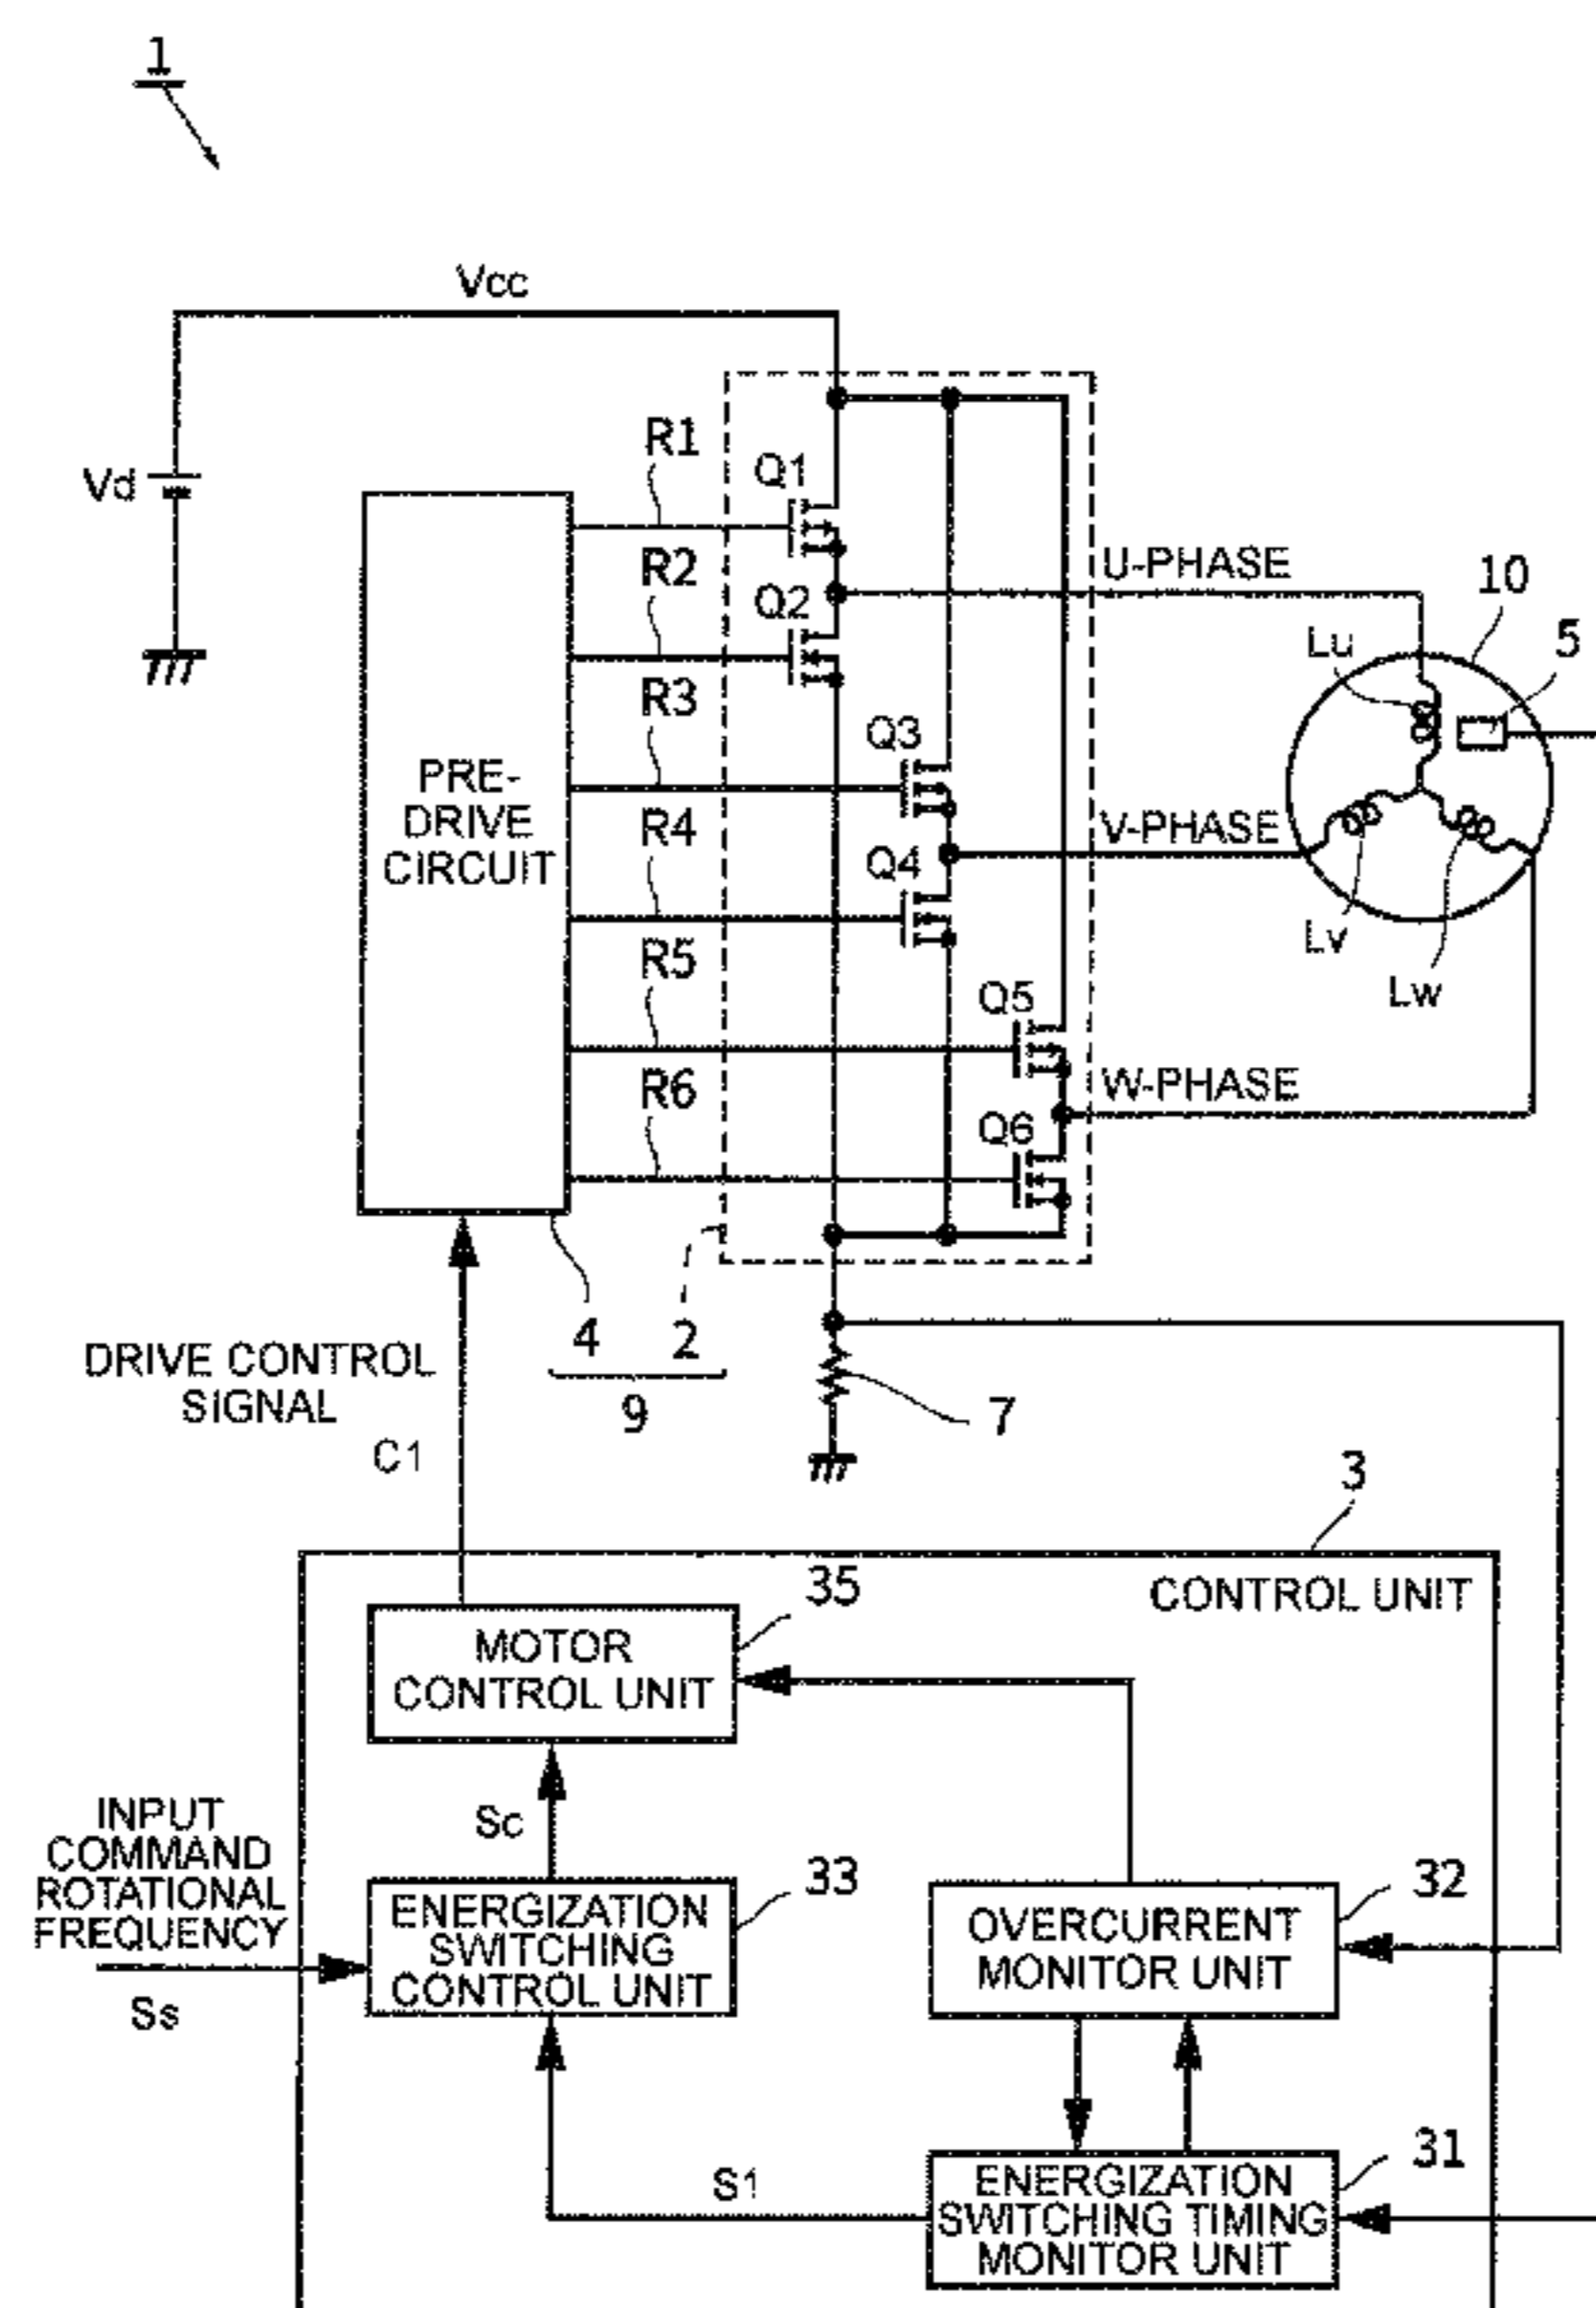 1
Vcc
Vd
R1
Q1
R2
Q2
U-PHASE
10
Lu
5
R3
Q3
PRE-
DRIVE
CIRCUIT
R4
Q4
V-PHASE
Lv
Lw
R5
Q5
R6
Q6
W-PHASE
4
2
9
7
DRIVE CONTROL
SIGNAL
C1
3
CONTROL UNIT
35
MOTOR
CONTROL UNIT
Sc
INPUT
COMMAND
ROTATIONAL
FREQUENCY
Ss
33
ENERGIZATION
SWITCHING
CONTROL UNIT
32
OVERCURRENT
MONITOR UNIT
S1
31
ENERGIZATION
SWITCHING TIMING
MONITOR UNIT